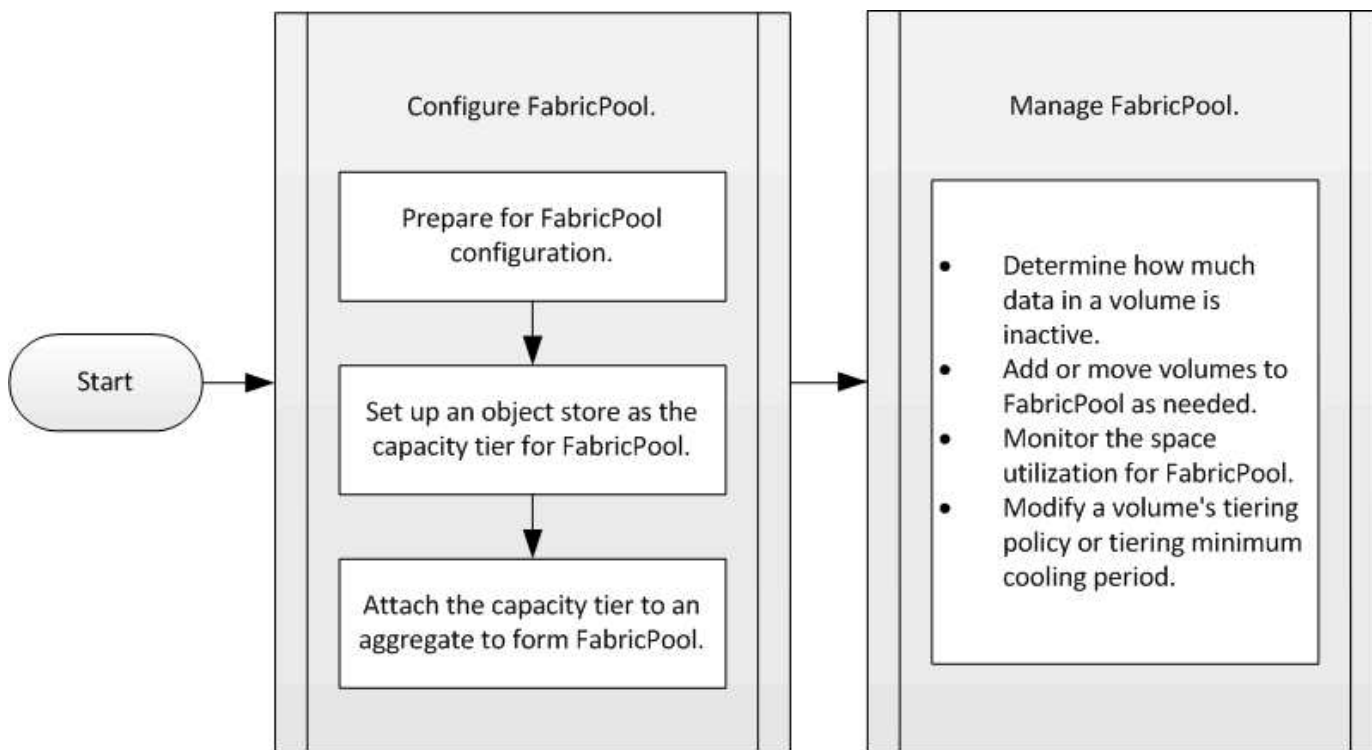 Start
Configure FabricPool.
Prepare for FabricPool
configuration.
Set up an object store as the
capacity tier for FabricPool.
Attach the capacity tier to an
aggregate to form FabricPool.
Manage FabricPool.
• Determine how much
data in a volume is
inactive.
• Add or move volumes to
FabricPool as needed.
• Monitor the space
utilization for FabricPool.
• Modify a volume's tiering
policy or tiering minimum
cooling period.